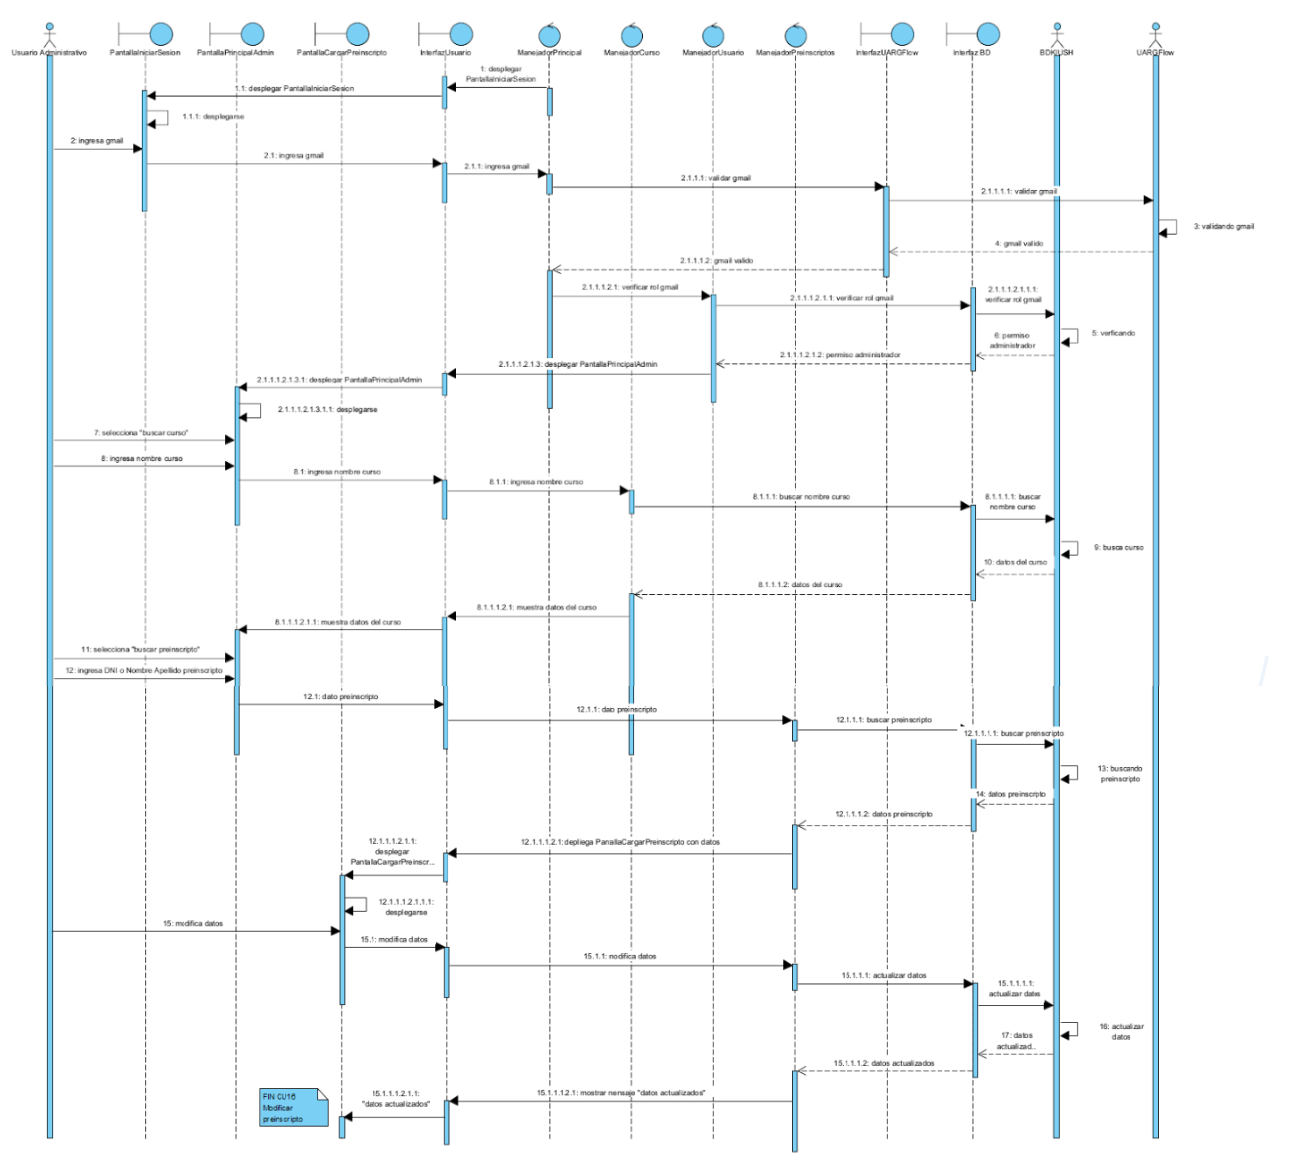 Usuario Administrativo
PantallaIniciarSesion
PantallaPrincipalAdmin
PantallaCargarPreinscripto
InterfazUsuario
ManejadorPrincipal
ManejadorCurso
ManejadorUsuario
ManejadorPreinscriptos
InterfazUARGFlow
Interfaz BD
UARGFlow
1: desplegar
PantallaIniciarSesion
1.1: desplegar PantallaIniciarSesion
1.1.1: desplegarse
2: ingresa gmail
2.1: ingresa gmail
2.1.1: ingresa gmail
2.1.1.1: validar gmail
2.1.1.1.1: validar gmail
3: validando gmail
4: gmail valido
2.1.1.1.2: gmail valido
2.1.1.1.2.1: verificar rol gmail
2.1.1.1.2.1.1: verificar rol gmail
2.1.1.1.2.1.1.1:
verificar rol gmail
5: verficando
6: permiso
administrador
2.1.1.1.2.1.2: permiso administrador
2.1.1.1.2.1.3: desplegar PantallaPrincipalAdmin
2.1.1.1.2.1.3.1: desplegar PantallaPrincipalAdmin
2.1.1.1.2.1.3.1.1: desplegarse
7: selecciona "buscar curso"
8: ingresa nombre curso
8.1: ingresa nombre curso
8.1.1: ingresa nombre curso
8.1.1.1: buscar nombre curso
8.1.1.1.1: buscar
nombre curso
9: busca curso
10: datos del curso
8.1.1.1.2: datos del curso
8.1.1.1.2.1: muestra datos del curso
8.1.1.1.2.1.1: muestra datos del curso
11: selecciona "buscar preinscripto"
12: ingresa DNI o Nombre Apellido preinscripto
12.1: dato preinscripto
12.1.1: dato preinscripto
12.1.1.1: buscar preinscripto
12.1.1.1.1: buscar preinscripto
13: buscando
preinscripto
14: datos preinscripto
12.1.1.1.2: datos preinscripto
12.1.1.1.2.1:depliega PanallaCargarPreinscripto con datos
12.1.1.1.2.1.1:
desplegar
PantallaCargarPreinscr...
12.1.1.1.2.1.1.1:
desplegarse
15: modifica datos
15.1: modifica datos
15.1.1: modifica datos
15.1.1.1: actualizar datos
15.1.1.1.1:
actualizar datos
16: actualizar
datos
17: datos
actualizad...
15.1.1.1.2: datos actualizados
15.1.1.1.2.1: mostrar mensaje "datos actualizados"
15.1.1.1.2.1.1:
"datos actualizados"
FIN CU16
Modificar
preinscripto